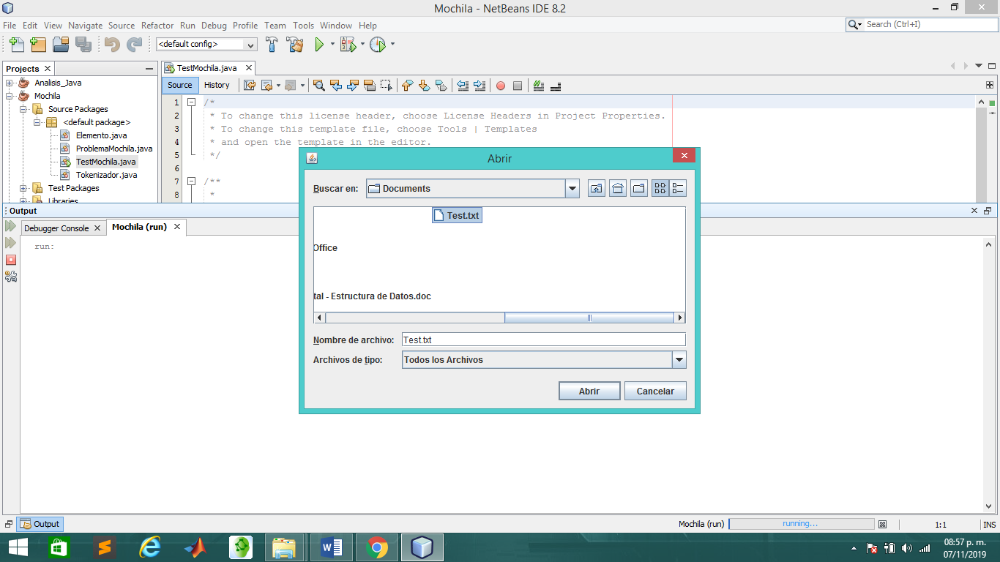 Mochila - NetBeans IDE 8.2
File Edit View Navigate Source Refactor Run Debug Profile Team Tools Window Help
Search (Ctrl+I)
<default config>
Projects
TestMochila.java
Analisis_Java
Mochila
Source Packages
<default package>
Elemento.java
ProblemaMochila.java
TestMochila.java
Tokenizador.java
Test Packages
Libraries
Source History
1 /*
2 * To change this license header, choose License Headers in Project Properties.
3 * To change this template file, choose Tools | Templates
4 * and open the template in the editor.
5 */
6
7 /**
8 *
Abrir
Buscar en: Documents
Test.txt
Office
tal - Estructura de Datos.doc
Nombre de archivo: Test.txt
Archivos de tipo: Todos los Archivos
Abrir Cancelar
Output
Debugger Console Mochila (run)
run:
Output
Mochila (run) running... 1:1 INS
08:57 p. m.
07/11/2019